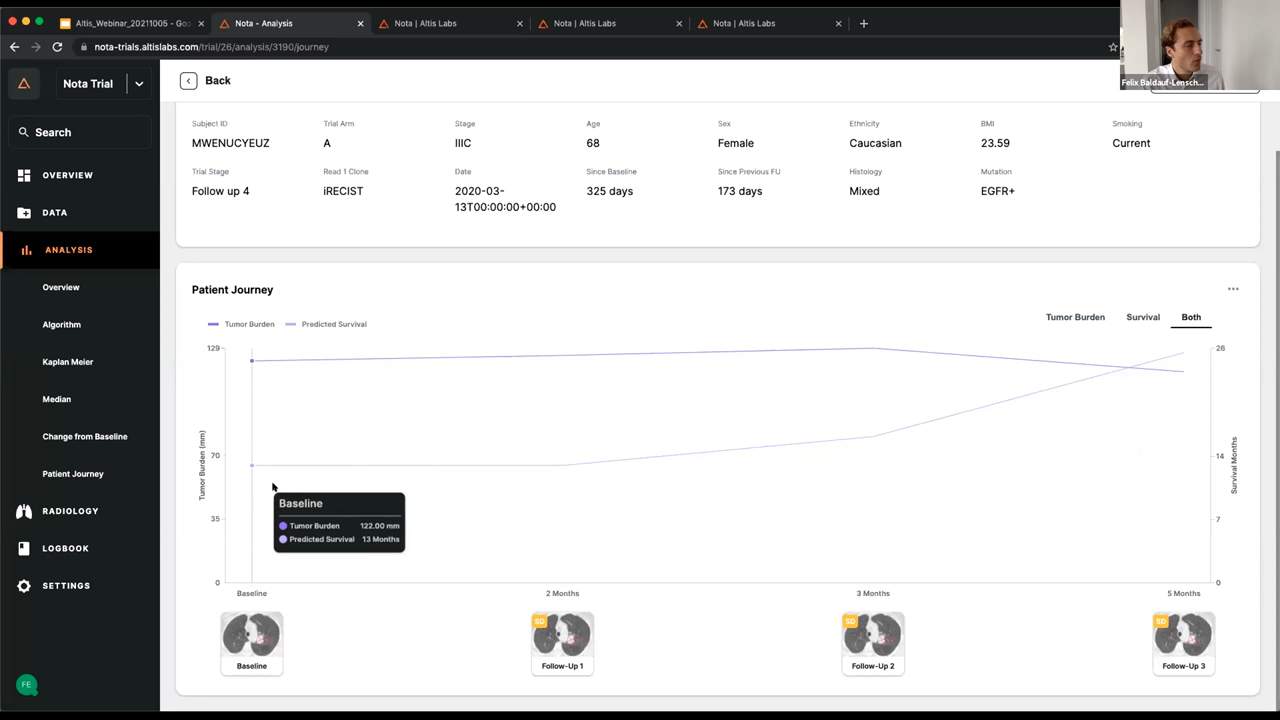 Altis_Webinar_20211005 - Goo
Nota - Analysis
Nota | Altis Labs
Nota | Altis Labs
Nota | Altis Labs
nota-trials.altislabs.com/trial/26/analysis/3190/journey
Felix Baldauf-Lensch...
Nota Trial
Search
OVERVIEW
DATA
ANALYSIS
Overview
Algorithm
Kaplan Meier
Median
Change from Baseline
Patient Journey
RADIOLOGY
LOGBOOK
SETTINGS
FE
Back
Subject ID Trial Arm Stage Age Sex Ethnicity BMI Smoking
MWENUCYEUZ A IIIC 68 Female Caucasian 23.59 Current
Trial Stage Read 1 Clone Date Since Baseline Since Previous FU Histology Mutation
Follow up 4 iRECIST 2020-03- 325 days 173 days Mixed EGFR+
13T00:00:00+00:00
Patient Journey
Tumor Burden Predicted Survival
Tumor Burden Survival Both
129
70
35
0
Tumor Burden (mm)
26
14
7
0
Survival Months
Baseline
Tumor Burden 122.00 mm
Predicted Survival 13 Months
Baseline 2 Months 3 Months 5 Months
SD SD SD
Baseline Follow-Up 1 Follow-Up 2 Follow-Up 3